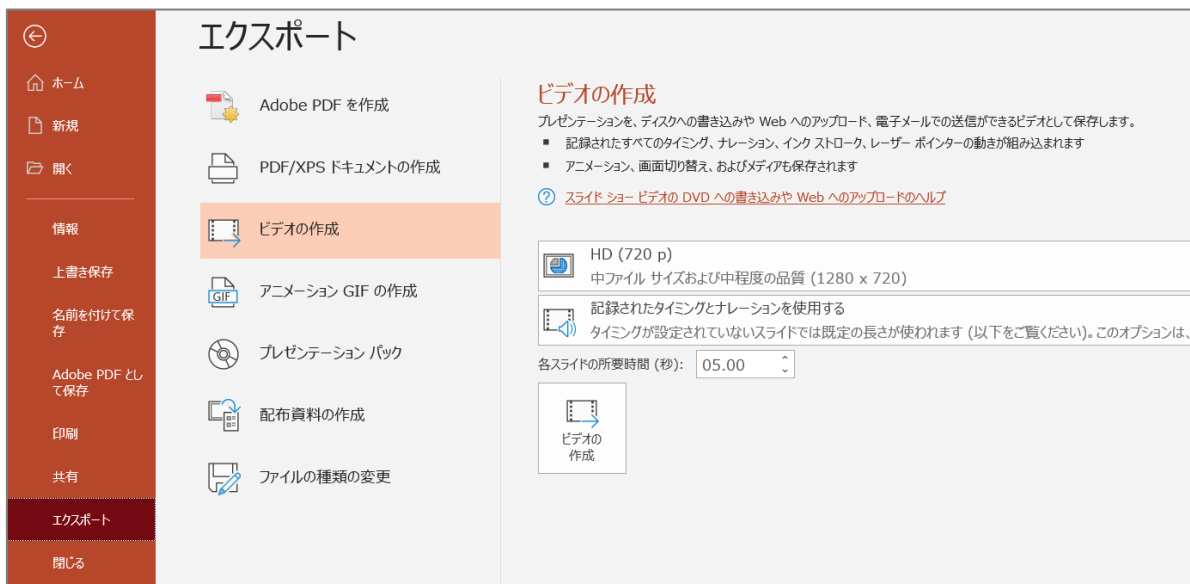 エクスポート
ホーム
新規
開く
情報
上書き保存
名前を付けて保
存
Adobe PDF とし
て保存
印刷
共有
エクスポート
閉じる
Adobe PDF を作成
PDF/XPS ドキュメントの作成
ビデオの作成
GIF
アニメーション GIF の作成
プレゼンテーション パック
配布資料の作成
ファイルの種類の変更
ビデオの作成
プレゼンテーションを、ディスクへの書き込みや Web へのアップロード、電子メールでの送信ができるビデオとして保存します。
■ 記録されたすべてのタイミング、ナレーション、インク ストローク、レーザー ポインターの動きが組み込まれます
■ アニメーション、画面切り替え、およびメディアも保存されます
? スライド ショー ビデオの DVD への書き込みや Web へのアップロードのヘルプ
HD (720 p)
中ファイル サイズおよび中程度の品質 (1280 x 720)
記録されたタイミングとナレーションを使用する
タイミングが設定されていないスライドでは既定の長さが使われます (以下をご覧ください)。このオプションは、
各スライドの所要時間 (秒): 05.00
ビデオの
作成